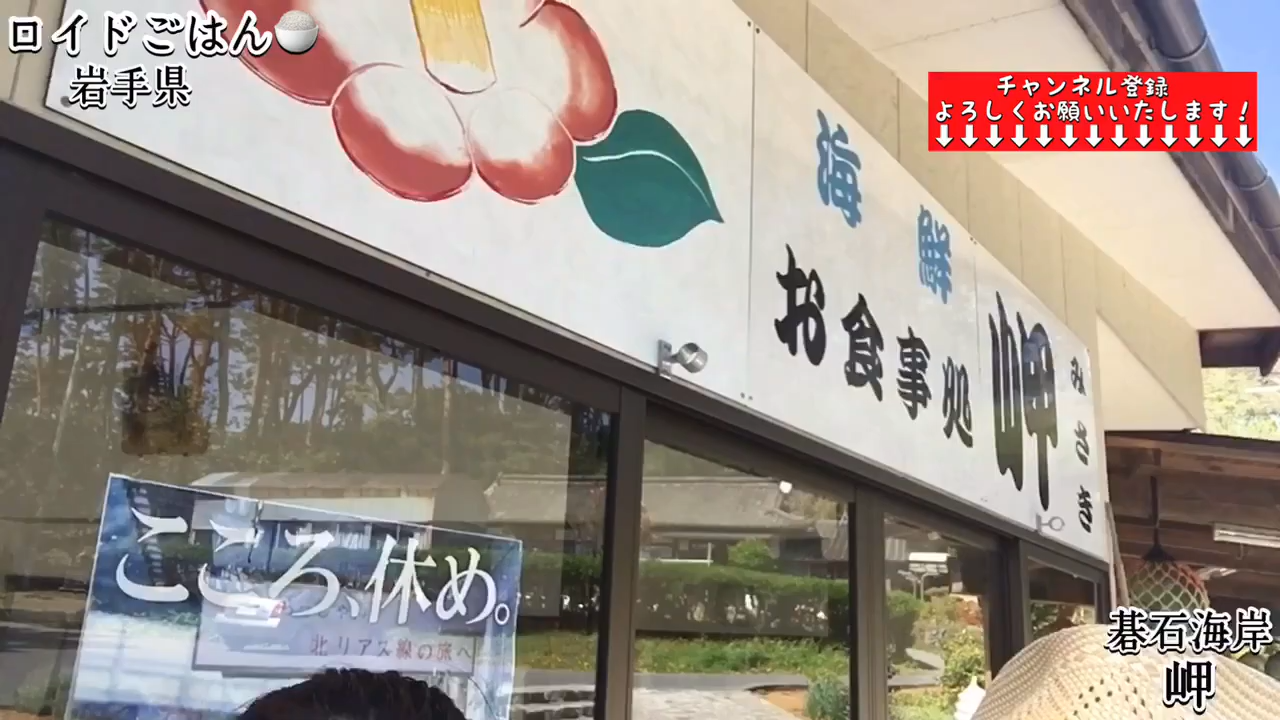 ロイドごはん🍚
岩手県
チャンネル登録
よろしくお願いいたします!
↓↓↓↓↓↓↓↓↓↓↓↓
海鮮
お食事処
岬
みさき
こころ、休め。
北リアス線の旅へ
碁石海岸
岬